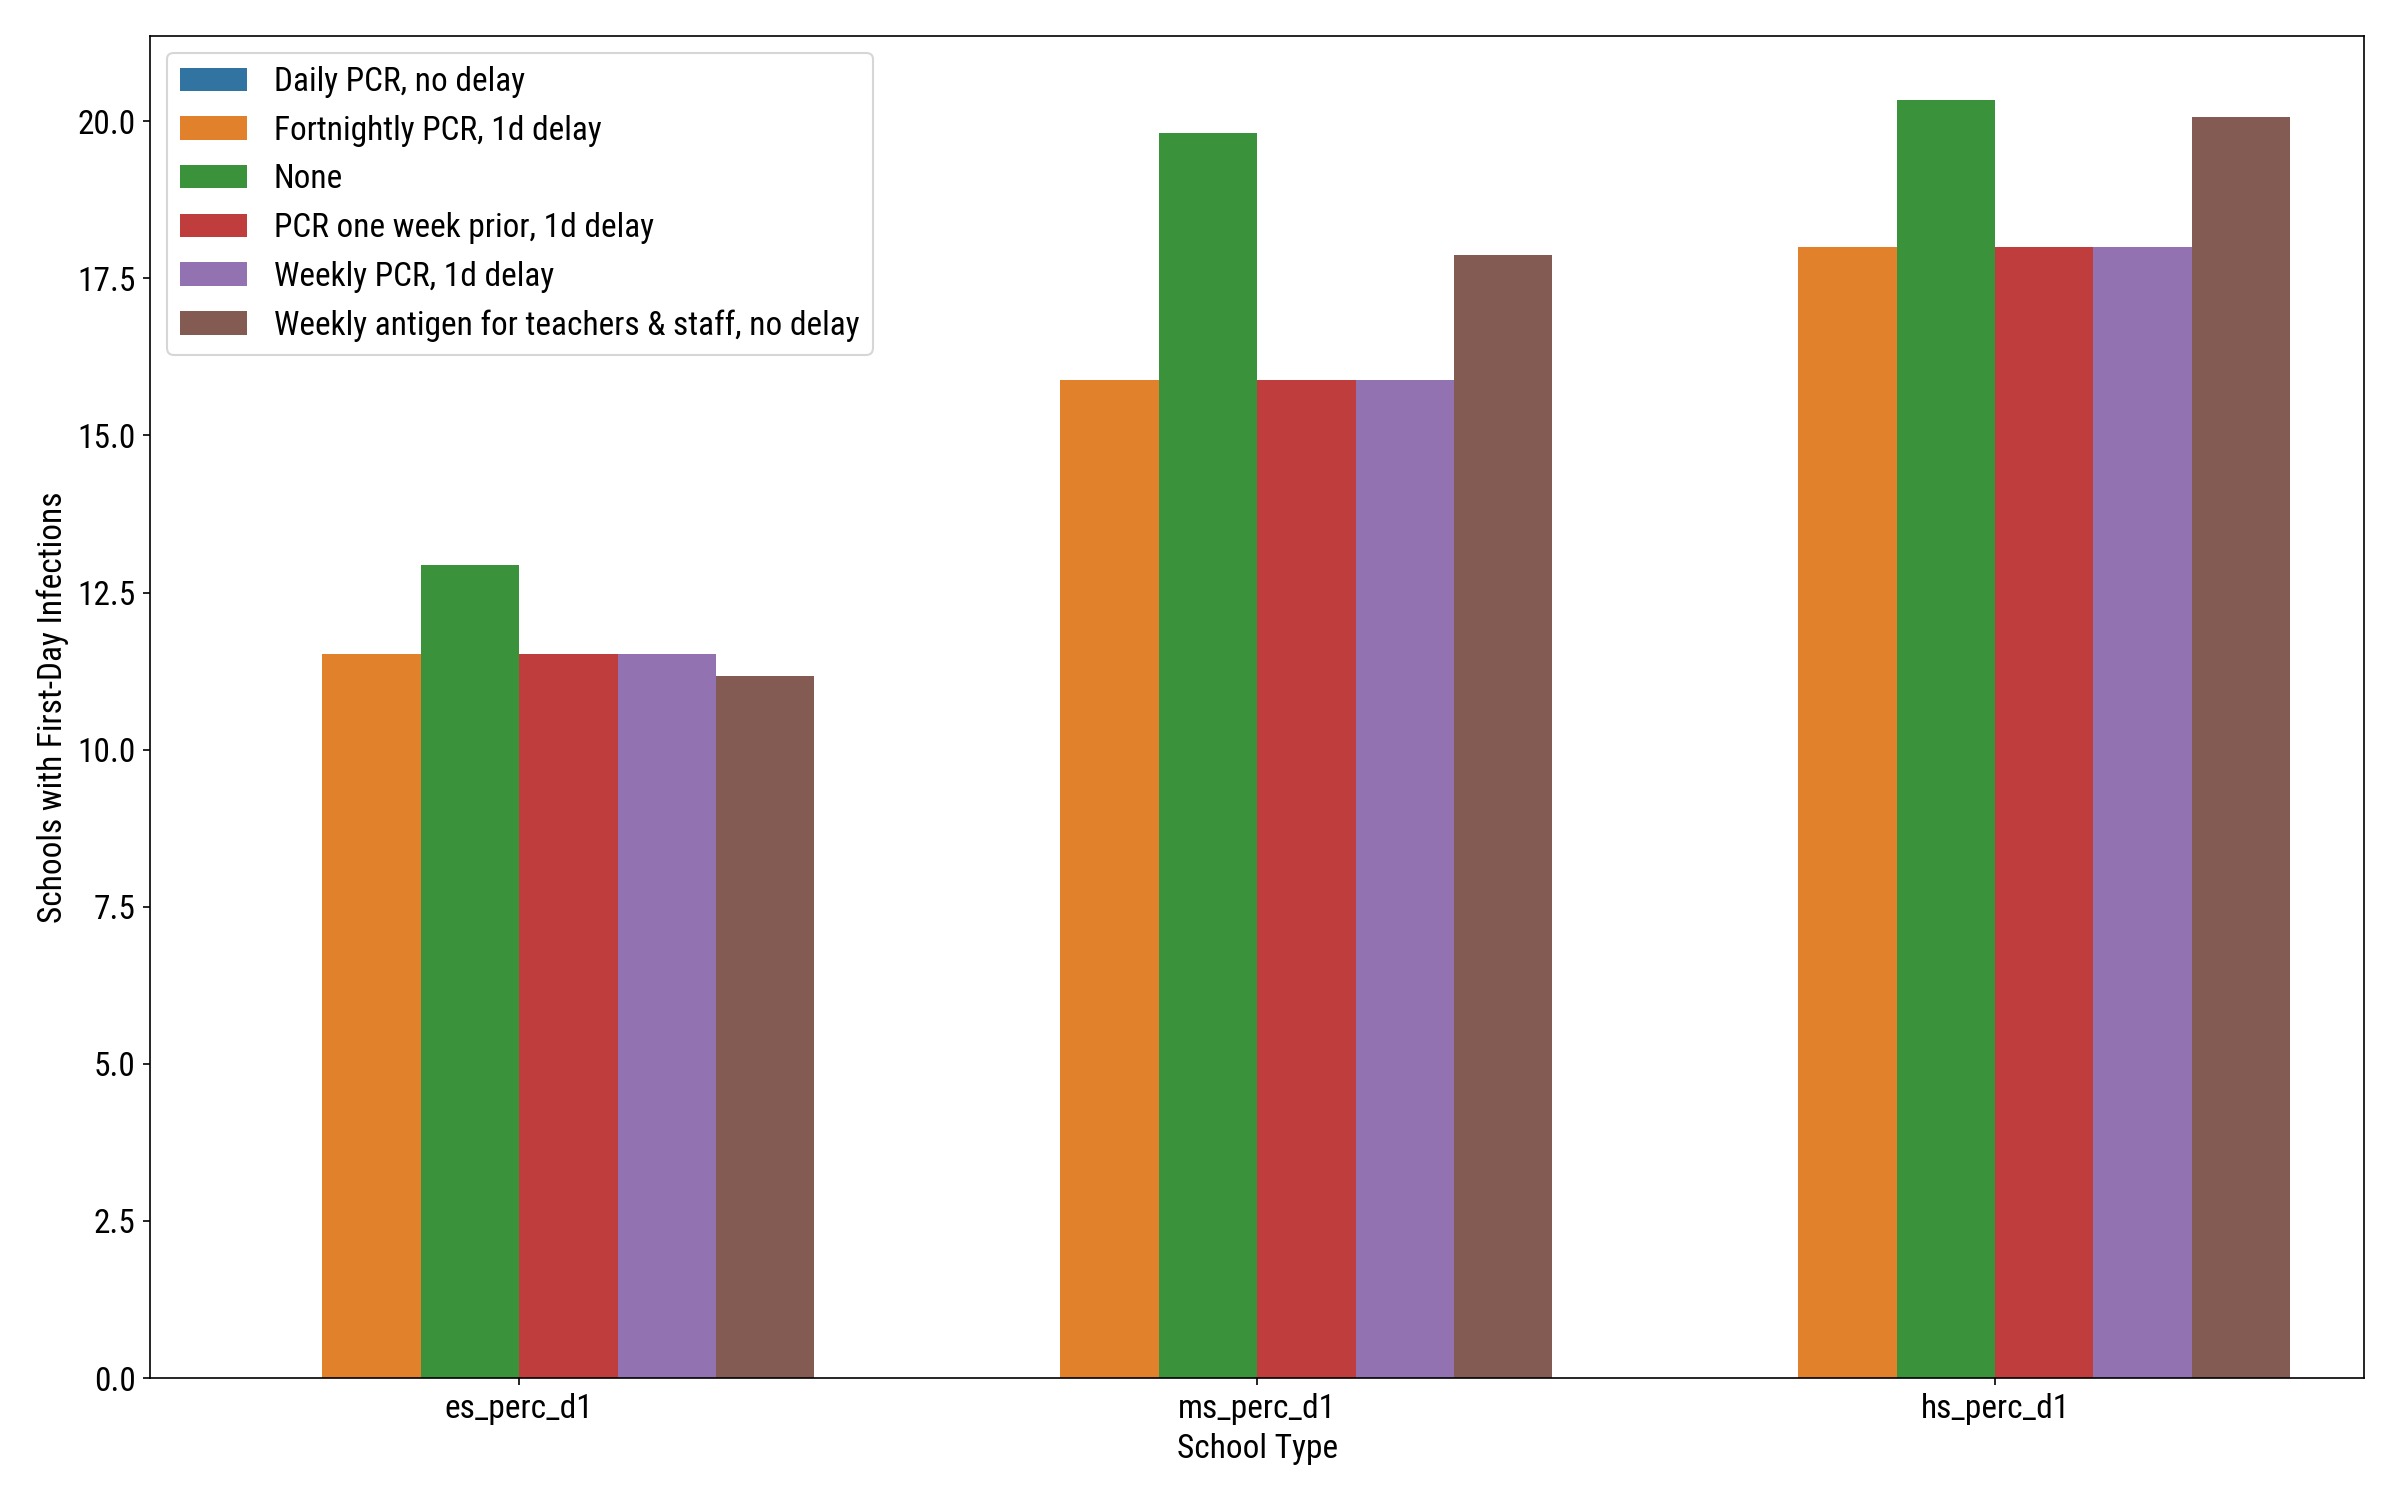 Daily PCR, no delay
Fortnightly PCR, 1d delay
None
PCR one week prior, 1d delay
Weekly PCR, 1d delay
Weekly antigen for teachers & staff, no delay
20.0
17.5
15.0
12.5
10.0
7.5
5.0
2.5
0.0
Schools with First-Day Infections
es_perc_d1
ms_perc_d1
hs_perc_d1
School Type